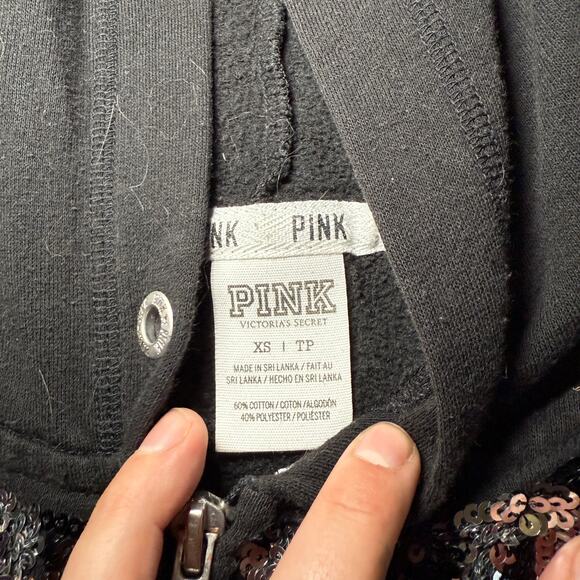 NK PINK
PINK
VICTORIA'S SECRET
XS | TP
MADE IN SRI LANKA / FAIT AU
SRI LANKA / HECHO EN SRI LANKA
60% COTTON / COTON / ALGODÓN
40% POLYESTER / POLIÉSTER